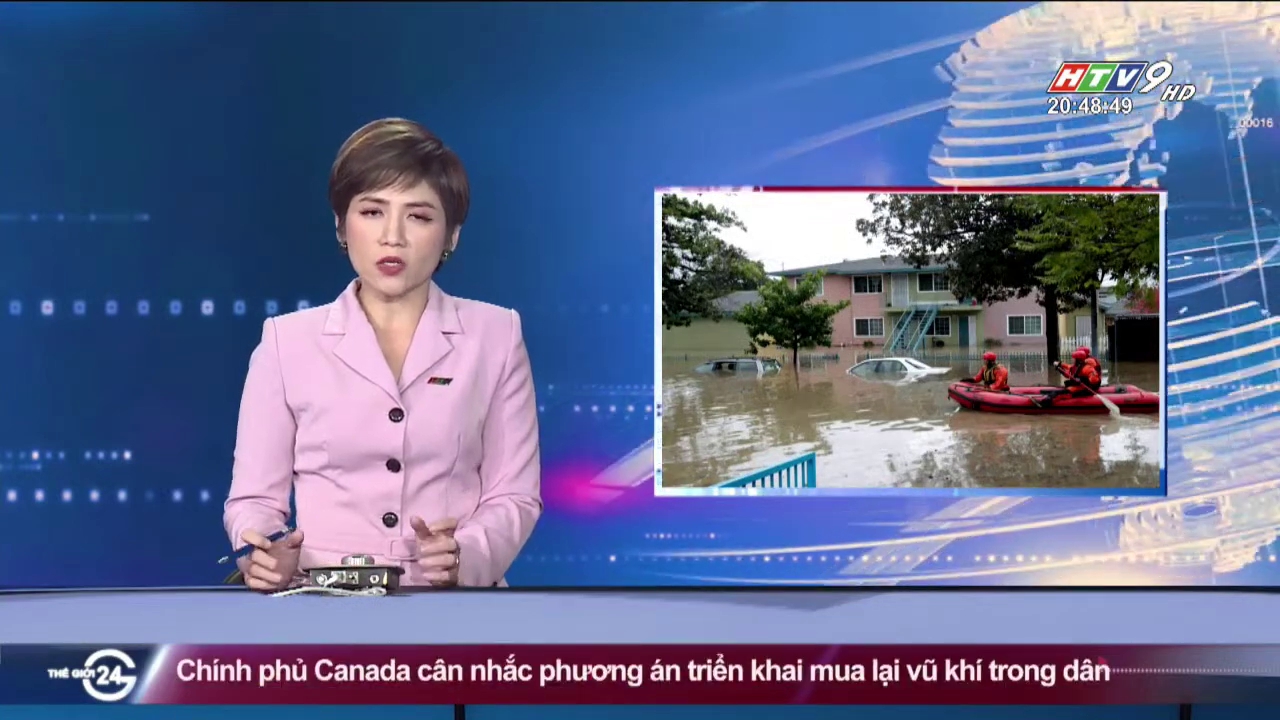 HTV9 HD
20:48:49
00016
THẾ GIỚI 24G
Chính phủ Canada cân nhắc phương án triển khai mua lại vũ khí trong dân